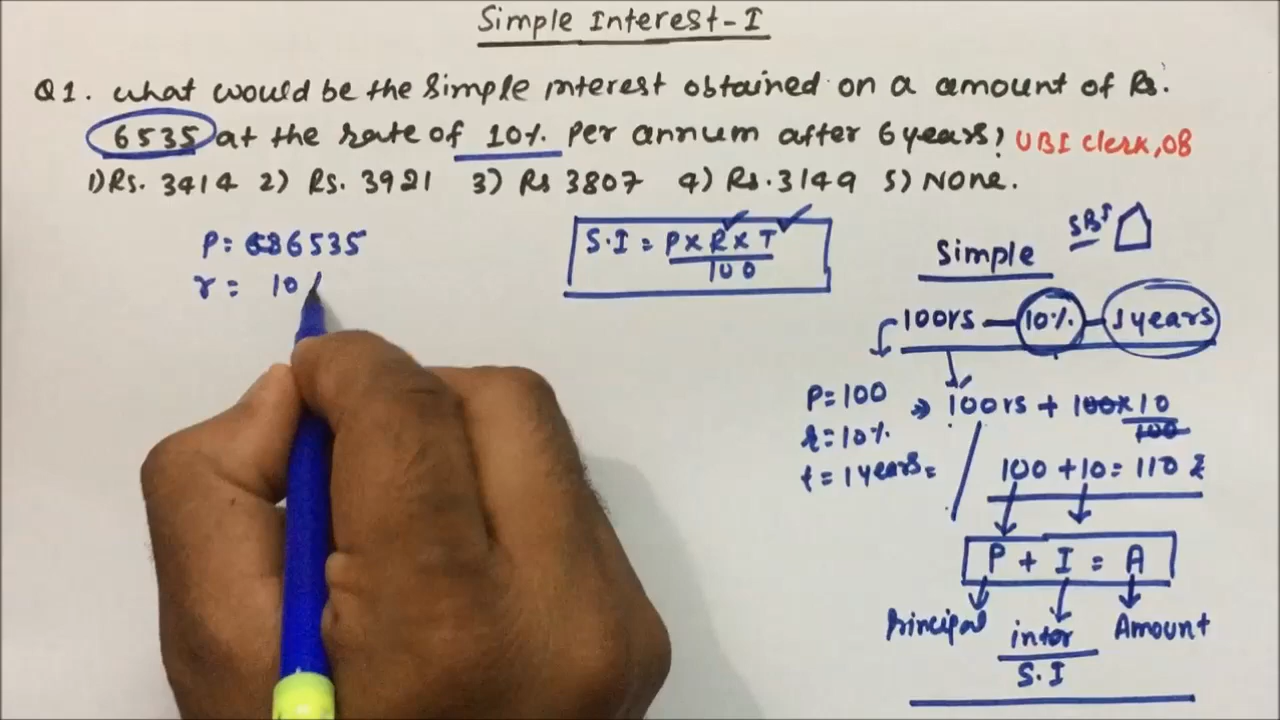 Simple Interest-I
Q1. what would be the simple interest obtained on a amount of Rs.
6535 at the rate of 10% per annum after 6 years? UBI clerk,08
1) Rs. 3414 2) Rs. 3921 3) Rs 3807 4) Rs. 3149 5) NONE.
P = 6535
r = 10
S.I = P x R x T
100
Simple
SBI
100rs — 10% — 1 years
P = 100
r = 10%
t = 1 years =
100rs + 100 x 10
100
100 + 10 = 110
P + I = A
Principal
inter
S.I
Amount